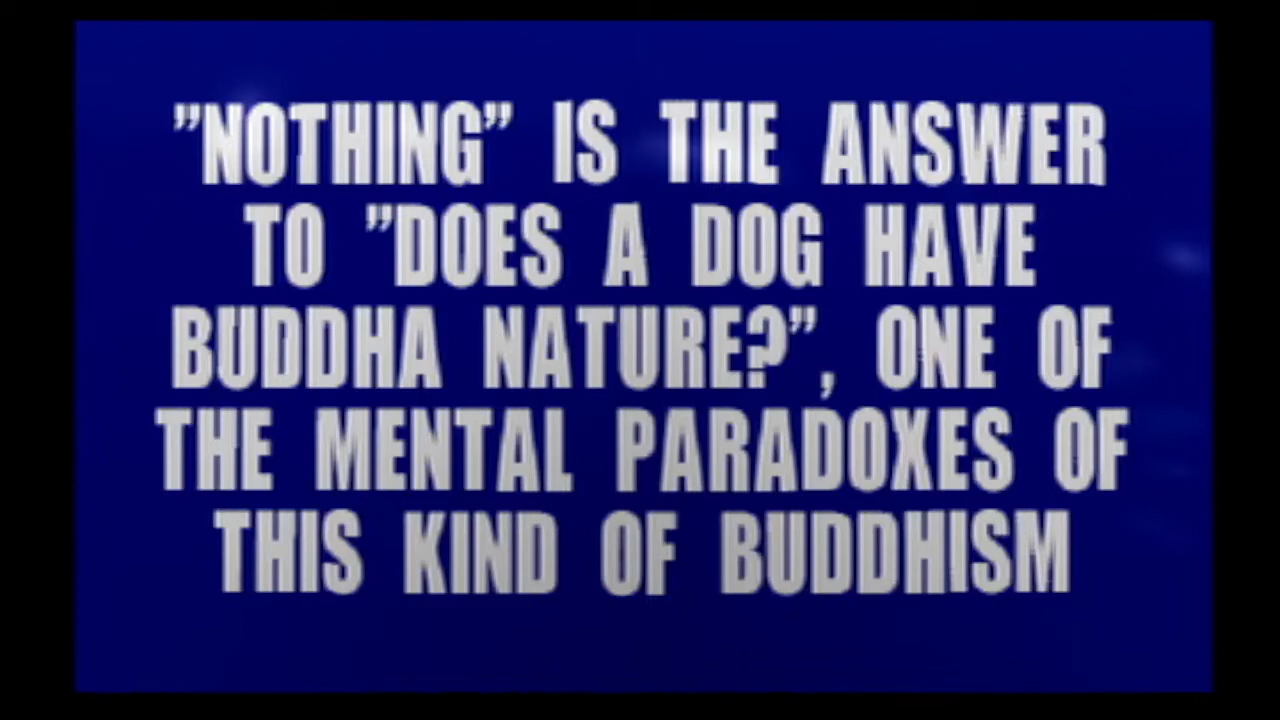 "NOTHING" IS THE ANSWER
TO "DOES A DOG HAVE
BUDDHA NATURE?", ONE OF
THE MENTAL PARADOXES OF
THIS KIND OF BUDDHISM